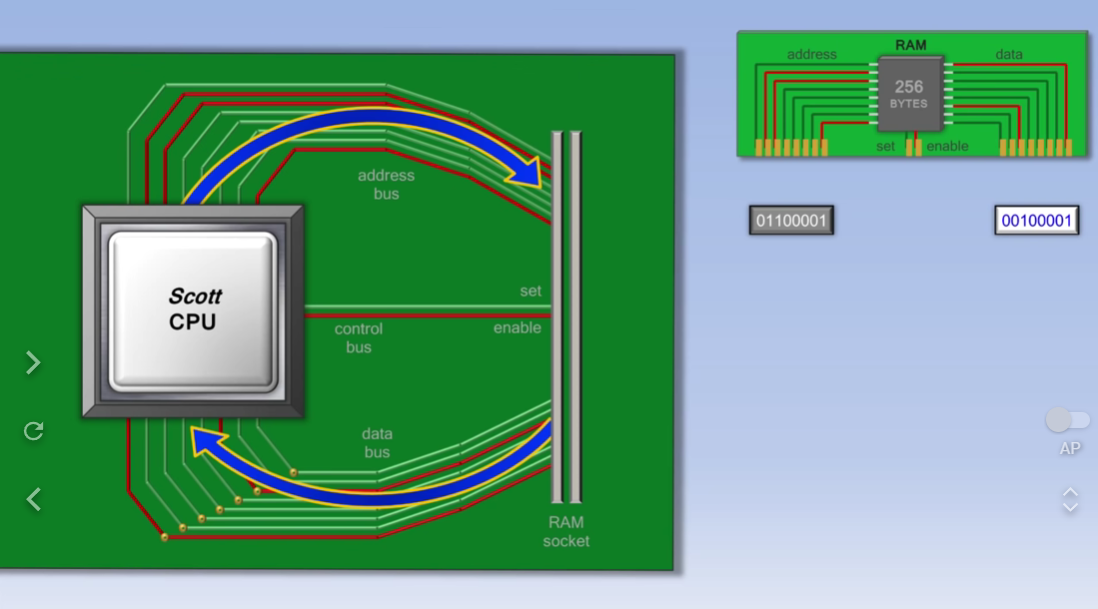 RAM
address
data
256
BYTES
set
enable
01100001
00100001
address
bus
Scott
CPU
set
control
bus
enable
data
bus
RAM
socket
AP